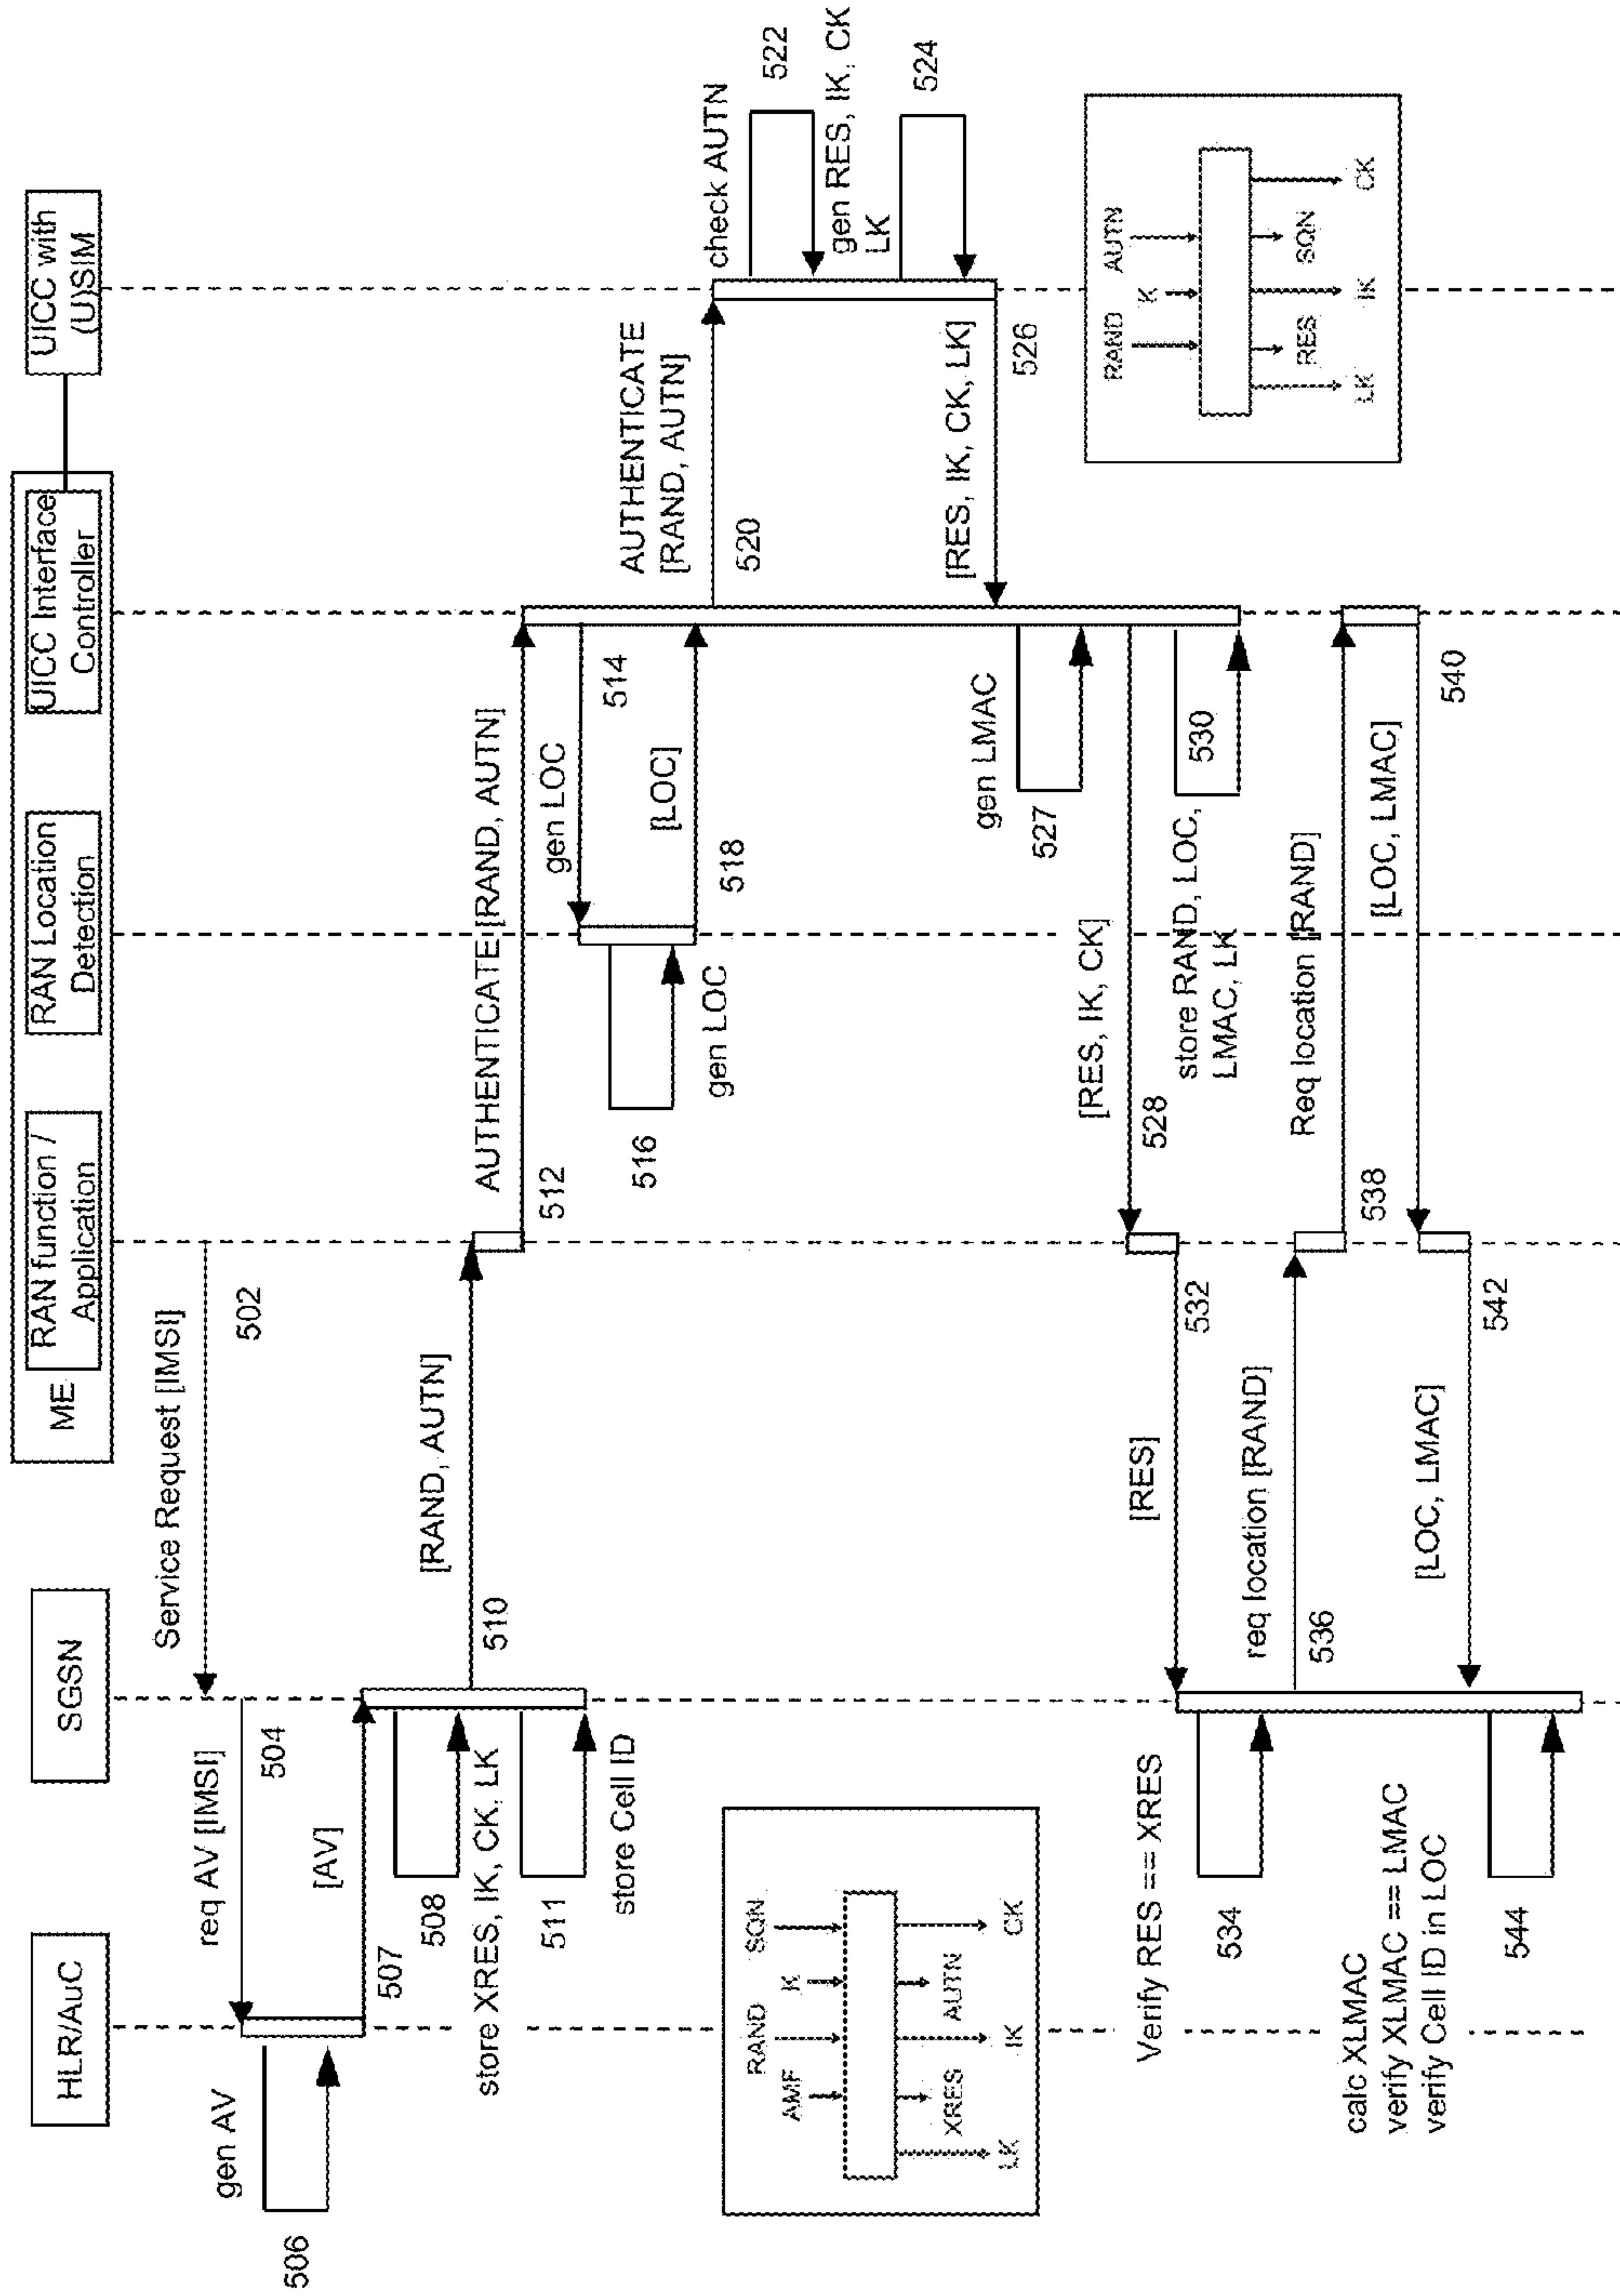 HLR/AuC
SGSN
ME
RAN function /
Application
RAN Location
Detection
UICC Interface
Controller
UICC with
(U)SIM
Service Request [IMSI]
502
req AV [IMSI]
504
gen AV
506
[AV]
507
508
store XRES, IK, CK, LK
[RAND, AUTN]
510
511
store Cell ID
AUTHENTICATE [RAND, AUTN]
512
gen LOC
514
516
gen LOC
[LOC]
518
AUTHENTICATE
[RAND, AUTN]
520
check AUTN
522
gen RES, IK, CK
LK
524
[RES, IK, CK, LK]
526
gen LMAC
527
[RES, IK, CK]
528
530
store RAND, LOC,
LMAC, LK
AMF
RAND
K
SQN
LK
XRES
IK
AUTN
CK
RAND
K
AUTN
LK
RES
IK
SQN
CK
[RES]
532
Verify RES == XRES
534
req location [RAND]
536
Req location [RAND]
538
[LOC, LMAC]
540
[LOC, LMAC]
542
calc XLMAC
verify XLMAC == LMAC
verify Cell ID in LOC
544